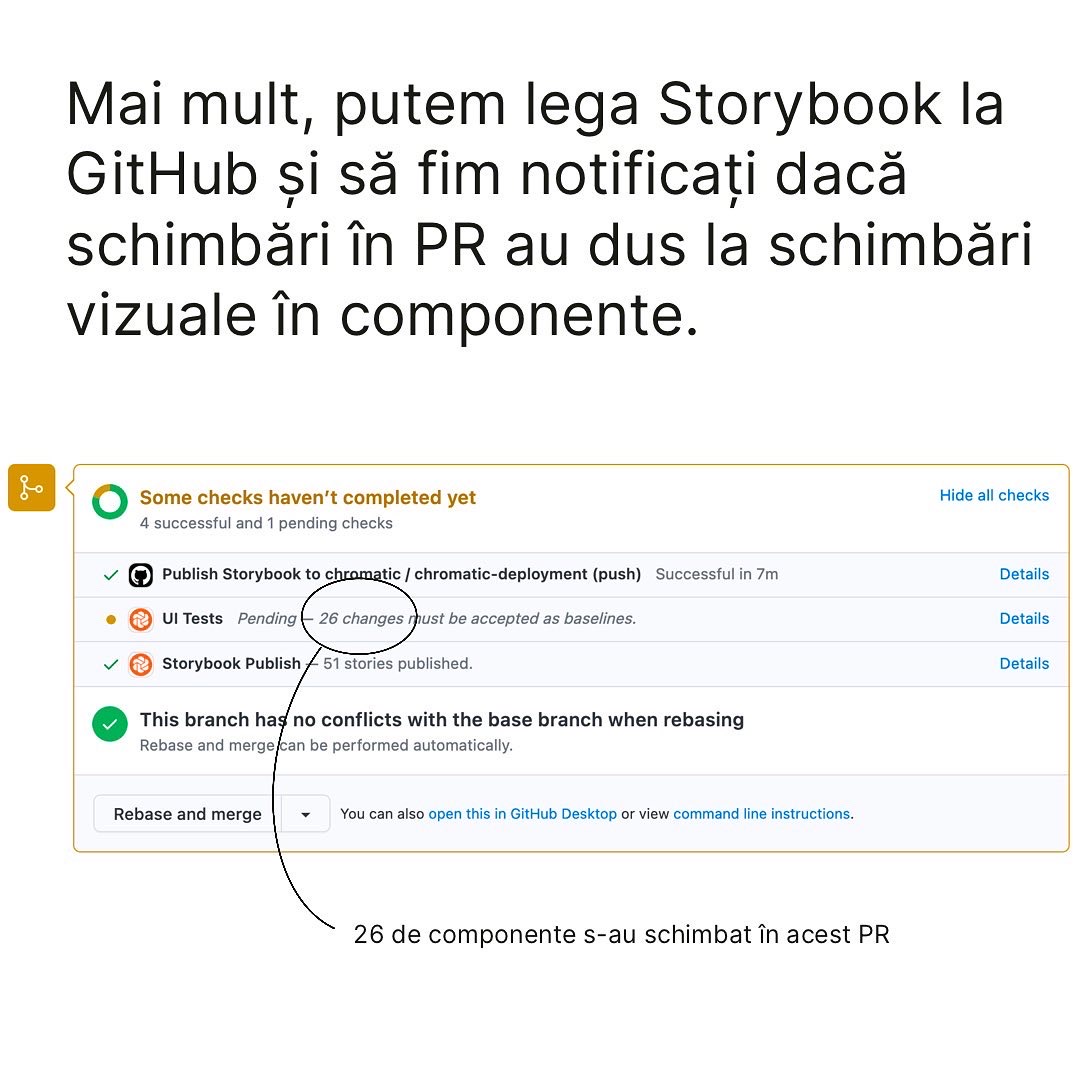 Mai mult, putem lega Storybook la
GitHub și să fim notificați dacă
schimbări în PR au dus la schimbări
vizuale în componente.
Some checks haven’t completed yet
Hide all checks
4 successful and 1 pending checks
Publish Storybook to chromatic / chromatic-deployment (push) Successful in 7m Details
UI Tests Pending — 26 changes must be accepted as baselines. Details
Storybook Publish — 51 stories published. Details
This branch has no conflicts with the base branch when rebasing
Rebase and merge can be performed automatically.
Rebase and merge You can also open this in GitHub Desktop or view command line instructions.
26 de componente s-au schimbat în acest PR